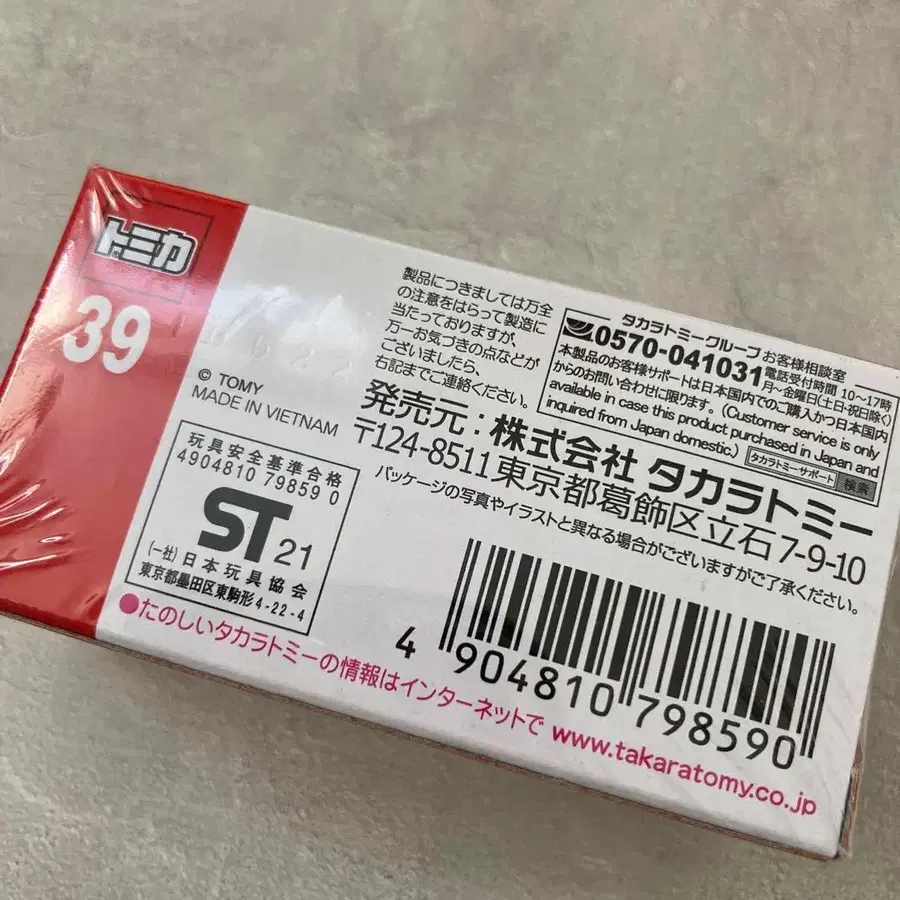 トミカ
39
© TOMY
MADE IN VIETNAM
玩具安全基準合格
4904810 79859 0
ST 21
(一社)日本玩具協会
東京都墨田区東駒形4-22-4
製品につきましては万全
の注意をはらって製造に
当たっておりますが、
万一お気づきの点などが
ございましたら、
右記までご連絡ください。
タカラトミーグループ お客様相談室
0570-041031 電話受付時間 10〜17時
月〜金曜日(土日・祝日除く)
本製品のお客様サポートは日本国内でのご購入かつ日本国内
からのお問い合わせに限ります。(Customer service is only
available in case this product purchased in Japan and
inquired from Japan domestic.)
タカラトミーサポート 検索
発売元：株式会社 タカラトミー
〒124-8511 東京都葛飾区立石7-9-10
パッケージの写真やイラストと異なる場合がございますがご了承ください。
4 904810 798590
●たのしいタカラトミーの情報はインターネットで www.takaratomy.co.jp